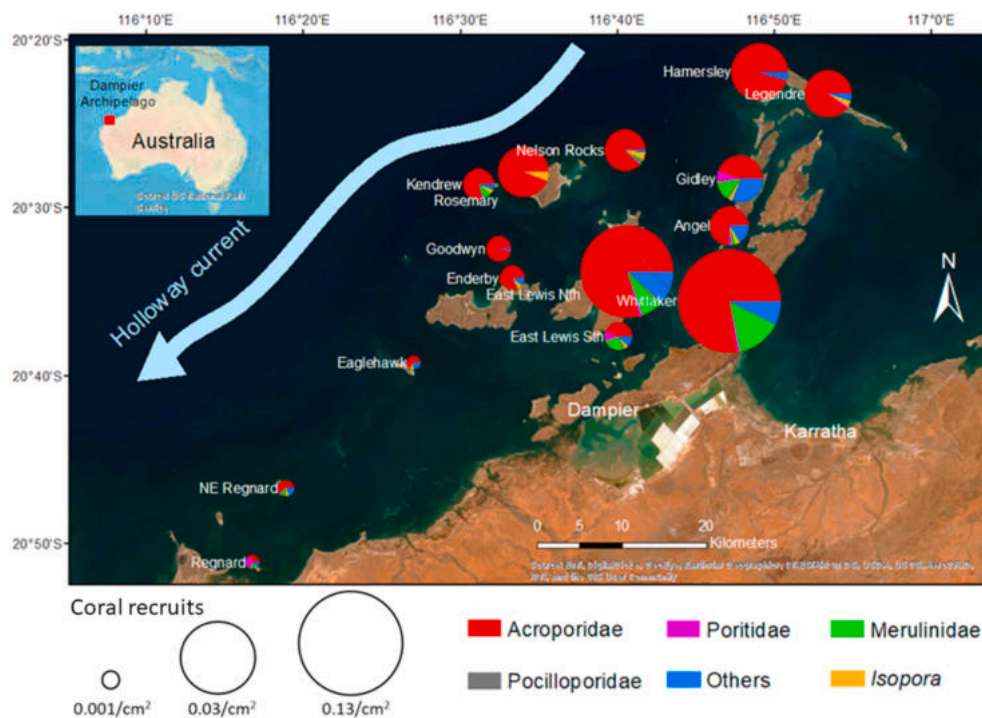 116°10'E 116°20'E 116°30'E 116°40'E 116°50'E 117°0'E
20°20'S
20°30'S
20°40'S
20°50'S
Dampier
Archipelago
Australia
Holloway current
Hamersley
Legendre
Nelson Rocks
Kendrew
Rosemary
Gidley
Angel
Goodwyn
Enderby
East Lewis Nth
Whittaker
East Lewis Sth
Eaglehawk
Dampier
Karratha
NE Regnard
Regnard
N
0 5 10 20
Kilometers
Coral recruits
0.001/cm² 0.03/cm² 0.13/cm²
Acroporidae Poritidae Merulinidae
Pocilloporidae Others Isopora